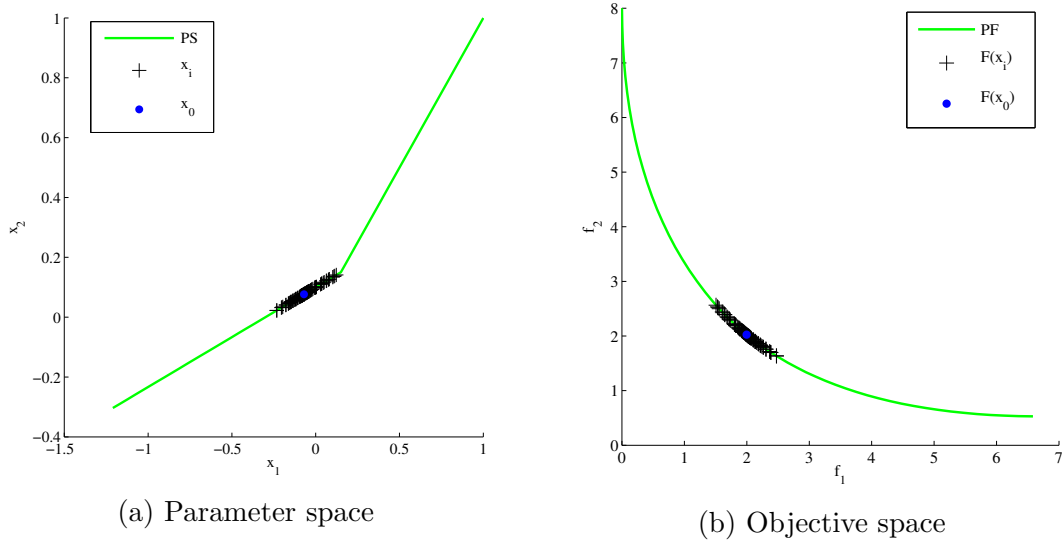 PS
x_i
x_0
1
0.8
0.6
0.4
0.2
0
−0.2
−0.4
−1.5
−1
−0.5
0
0.5
1
x_1
x_2
(a) Parameter space
PF
F(x_i)
F(x_0)
8
7
6
5
4
3
2
1
0
0
1
2
3
4
5
6
7
f_1
f_2
(b) Objective space